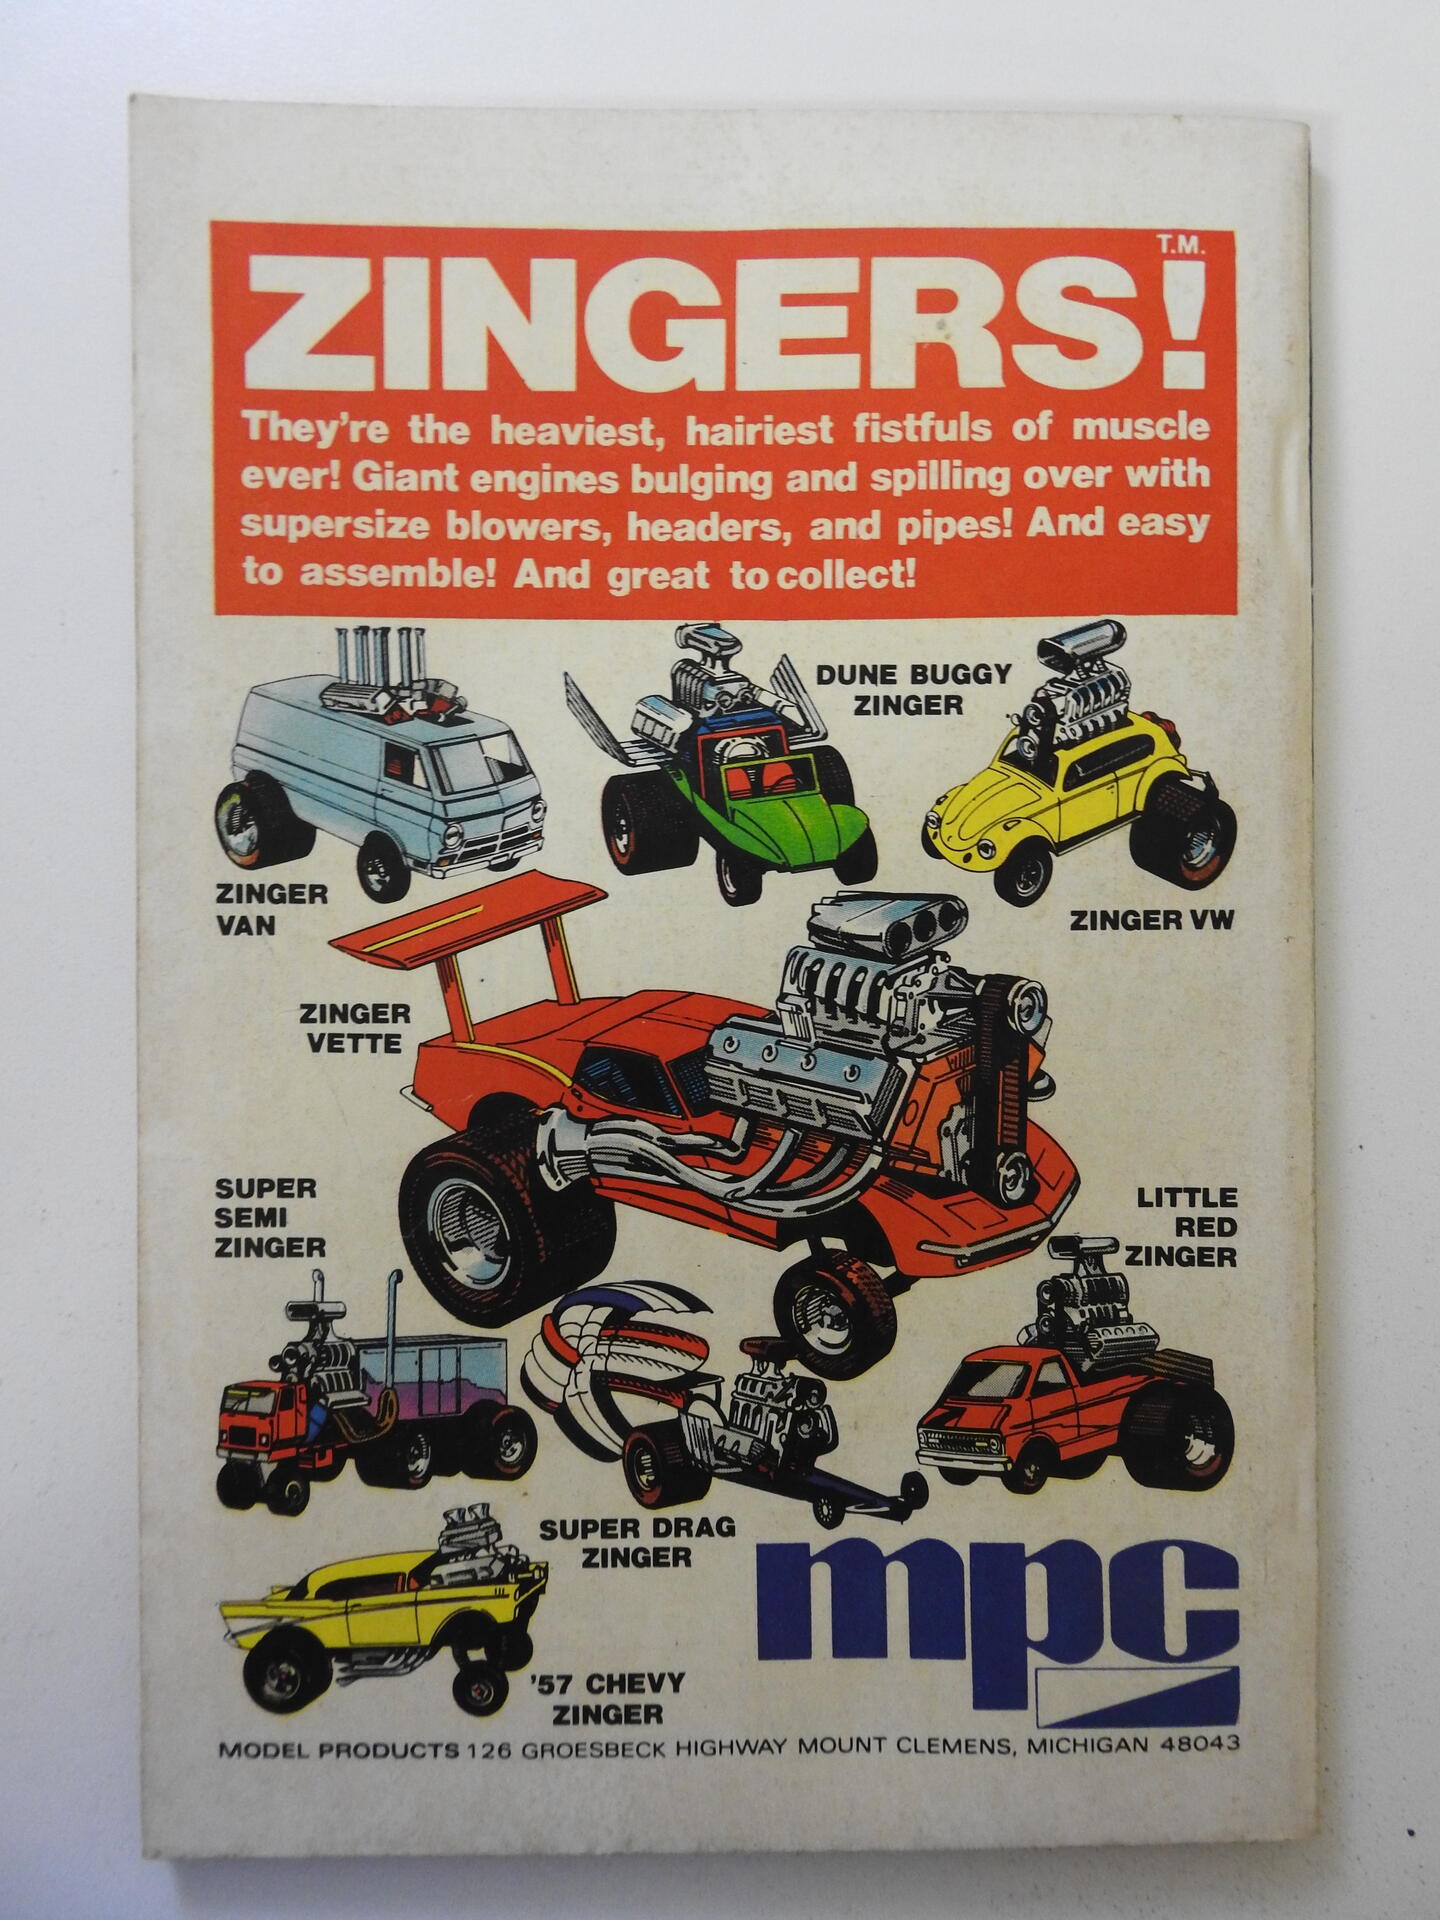 ZINGERS!
T.M.
They're the heaviest, hairiest fistfuls of muscle
ever! Giant engines bulging and spilling over with
supersize blowers, headers, and pipes! And easy
to assemble! And great to collect!
DUNE BUGGY
ZINGER
ZINGER
VAN
ZINGER VW
ZINGER
VETTE
SUPER
SEMI
ZINGER
LITTLE
RED
ZINGER
SUPER DRAG
ZINGER
'57 CHEVY
ZINGER
mpc
MODEL PRODUCTS 126 GROESBECK HIGHWAY MOUNT CLEMENS, MICHIGAN 48043